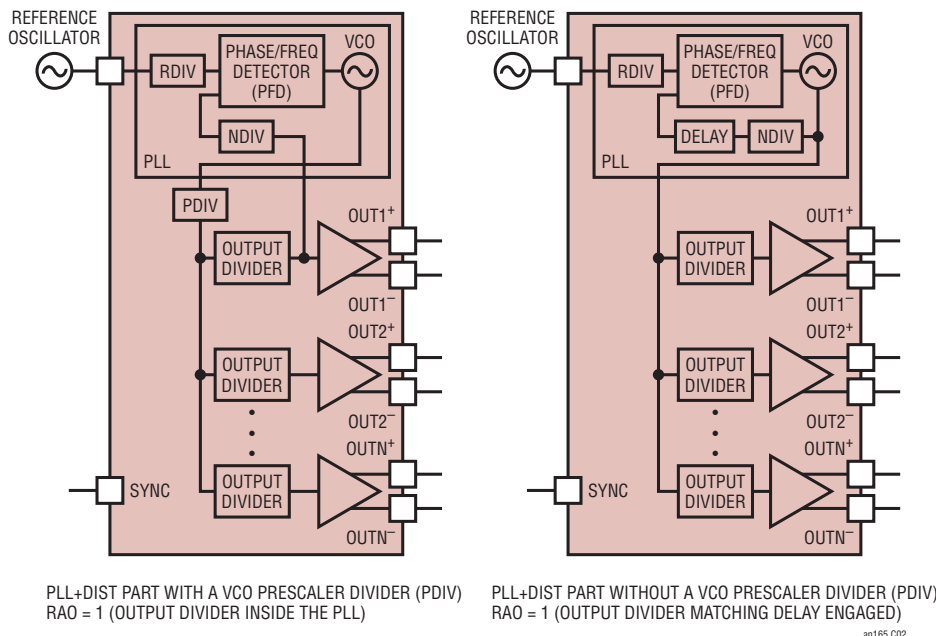 REFERENCE
OSCILLATOR
RDIV
PHASE/FREQ
DETECTOR
(PFD)
VCO
NDIV
PLL
PDIV
OUTPUT
DIVIDER
OUT1+
OUT1–
OUTPUT
DIVIDER
OUT2+
OUT2–
OUTPUT
DIVIDER
OUTN+
OUTN–
SYNC
PLL+DIST PART WITH A VCO PRESCALER DIVIDER (PDIV)
RAO = 1 (OUTPUT DIVIDER INSIDE THE PLL)
REFERENCE
OSCILLATOR
RDIV
PHASE/FREQ
DETECTOR
(PFD)
VCO
DELAY
NDIV
PLL
OUTPUT
DIVIDER
OUT1+
OUT1–
OUTPUT
DIVIDER
OUT2+
OUT2–
OUTPUT
DIVIDER
OUTN+
OUTN–
SYNC
PLL+DIST PART WITHOUT A VCO PRESCALER DIVIDER (PDIV)
RAO = 1 (OUTPUT DIVIDER MATCHING DELAY ENGAGED)
an165 C02